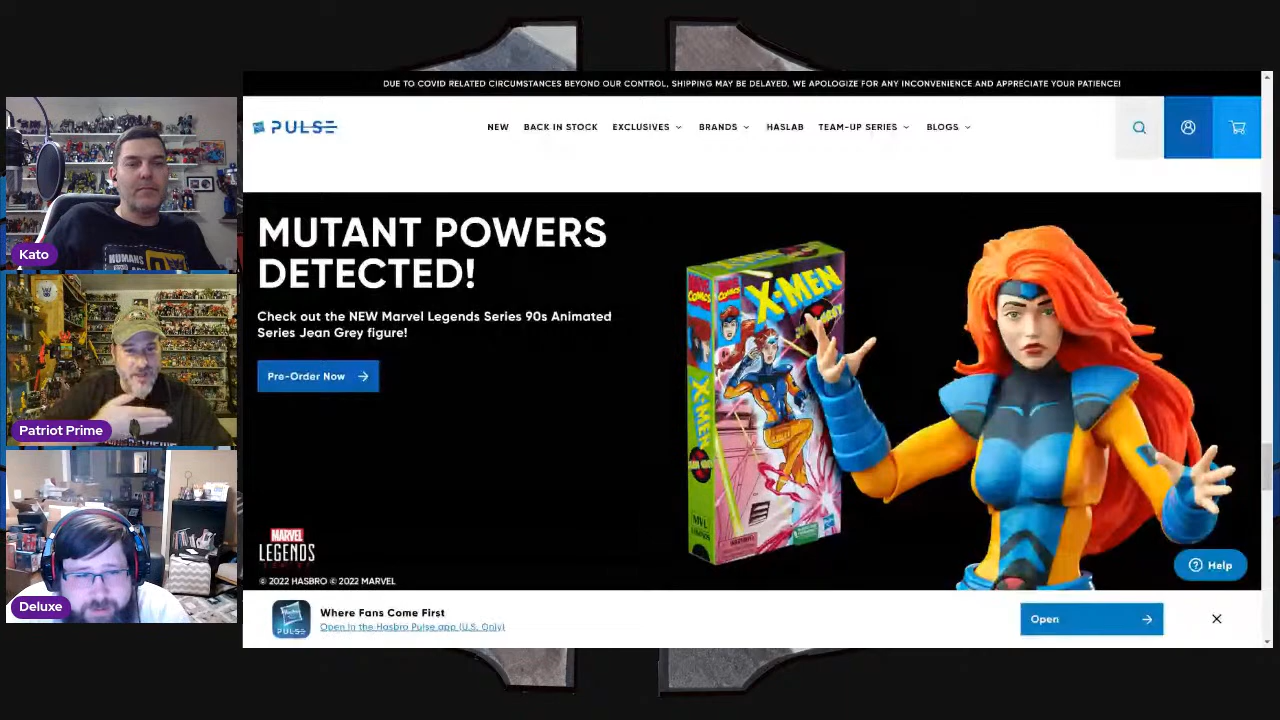 DUE TO COVID RELATED CIRCUMSTANCES BEYOND OUR CONTROL, SHIPPING MAY BE DELAYED. WE APOLOGIZE FOR ANY INCONVENIENCE AND APPRECIATE YOUR PATIENCE!
PULSE
NEW BACK IN STOCK EXCLUSIVES BRANDS HASLAB TEAM-UP SERIES BLOGS
Kato
HUMANS
MUTANT POWERS
DETECTED!
Check out the NEW Marvel Legends Series 90s Animated
Series Jean Grey figure!
Pre-Order Now
COMICS
X-MEN
X-MEN
MARVEL
LEGENDS
© 2022 HASBRO © 2022 MARVEL
Patriot Prime
Deluxe
Help
PULSE
Where Fans Come First
Open in the Hasbro Pulse app (U.S. Only)
Open